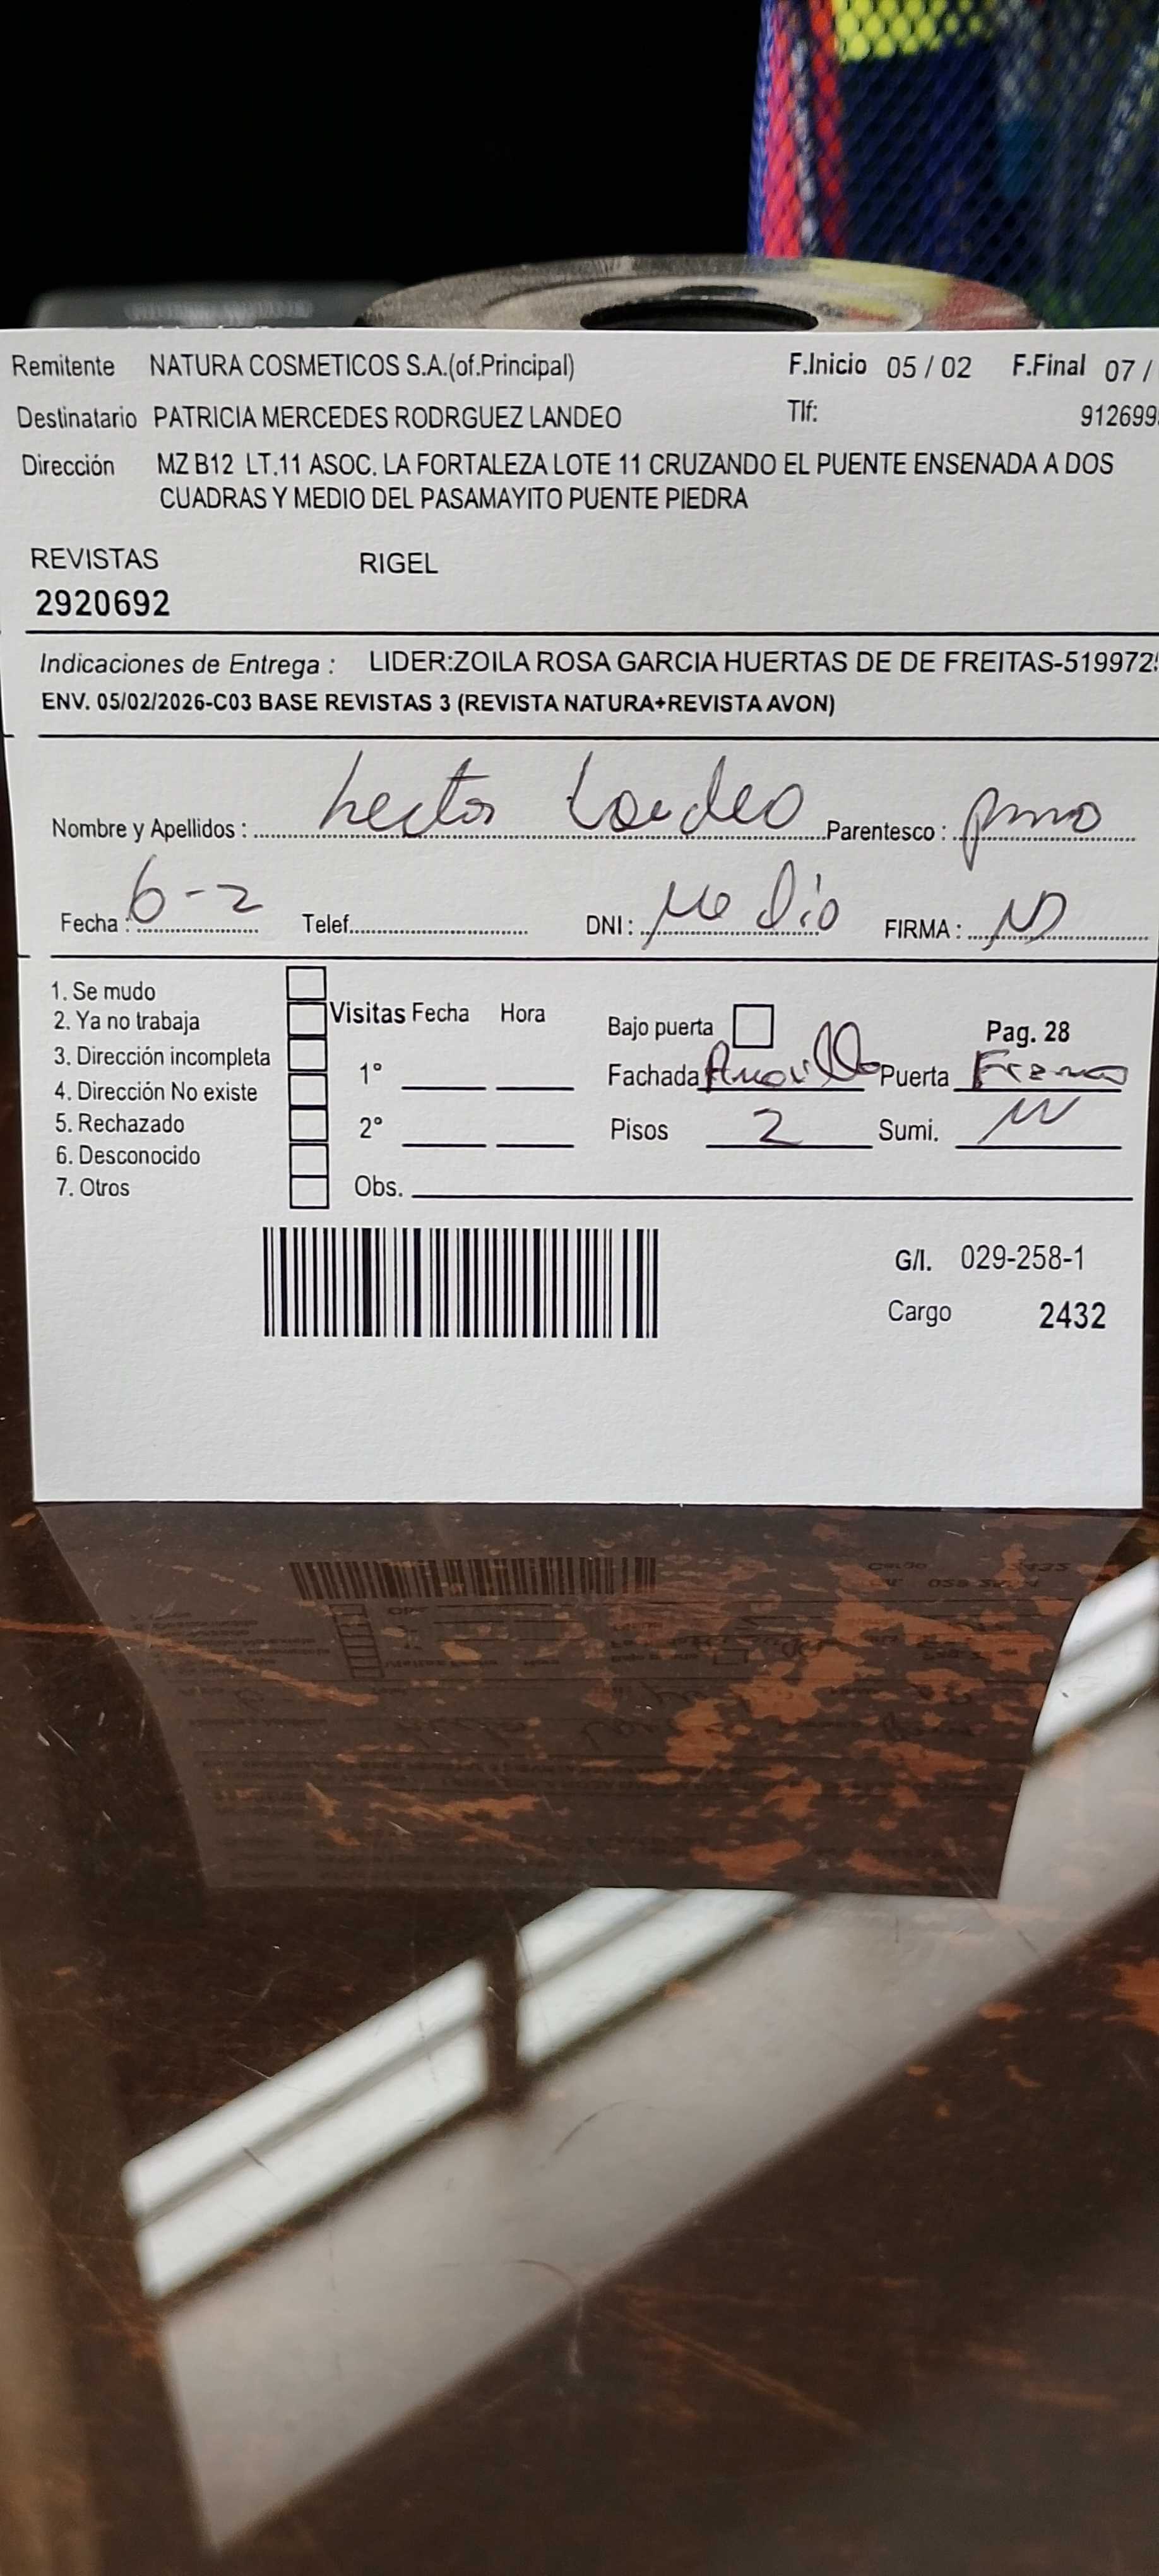 Remitente NATURA COSMETICOS S.A.(of.Principal) F.Inicio 05 / 02 F.Final 07 /
Destinatario PATRICIA MERCEDES RODRGUEZ LANDEO Tlf: 912699
Dirección MZ B12 LT.11 ASOC. LA FORTALEZA LOTE 11 CRUZANDO EL PUENTE ENSENADA A DOS
CUADRAS Y MEDIO DEL PASAMAYITO PUENTE PIEDRA
REVISTAS RIGEL
2920692
Indicaciones de Entrega : LIDER:ZOILA ROSA GARCIA HUERTAS DE DE FREITAS-519972
ENV. 05/02/2026-C03 BASE REVISTAS 3 (REVISTA NATURA+REVISTA AVON)
Nombre y Apellidos : hector Landeo Parentesco : primo
Fecha : 6-2 Telef. DNI : No dio FIRMA : ND
1. Se mudo
2. Ya no trabaja Visitas Fecha Hora Bajo puerta Pag. 28
3. Dirección incompleta 1° Fachada Amarillo Puerta
4. Dirección No existe
5. Rechazado 2° Pisos 2 Sumi.
6. Desconocido
7. Otros Obs.
G/I. 029-258-1
Cargo 2432